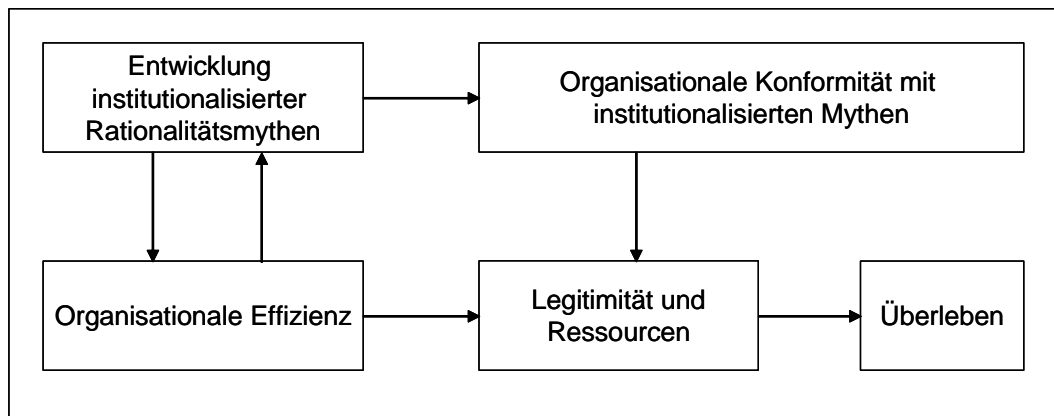 Entwicklung
institutionalisierter
Rationalitätsmythen
Organisationale Konformität mit
institutionalisierten Mythen
Organisationale Effizienz
Legitimität und
Ressourcen
Überleben